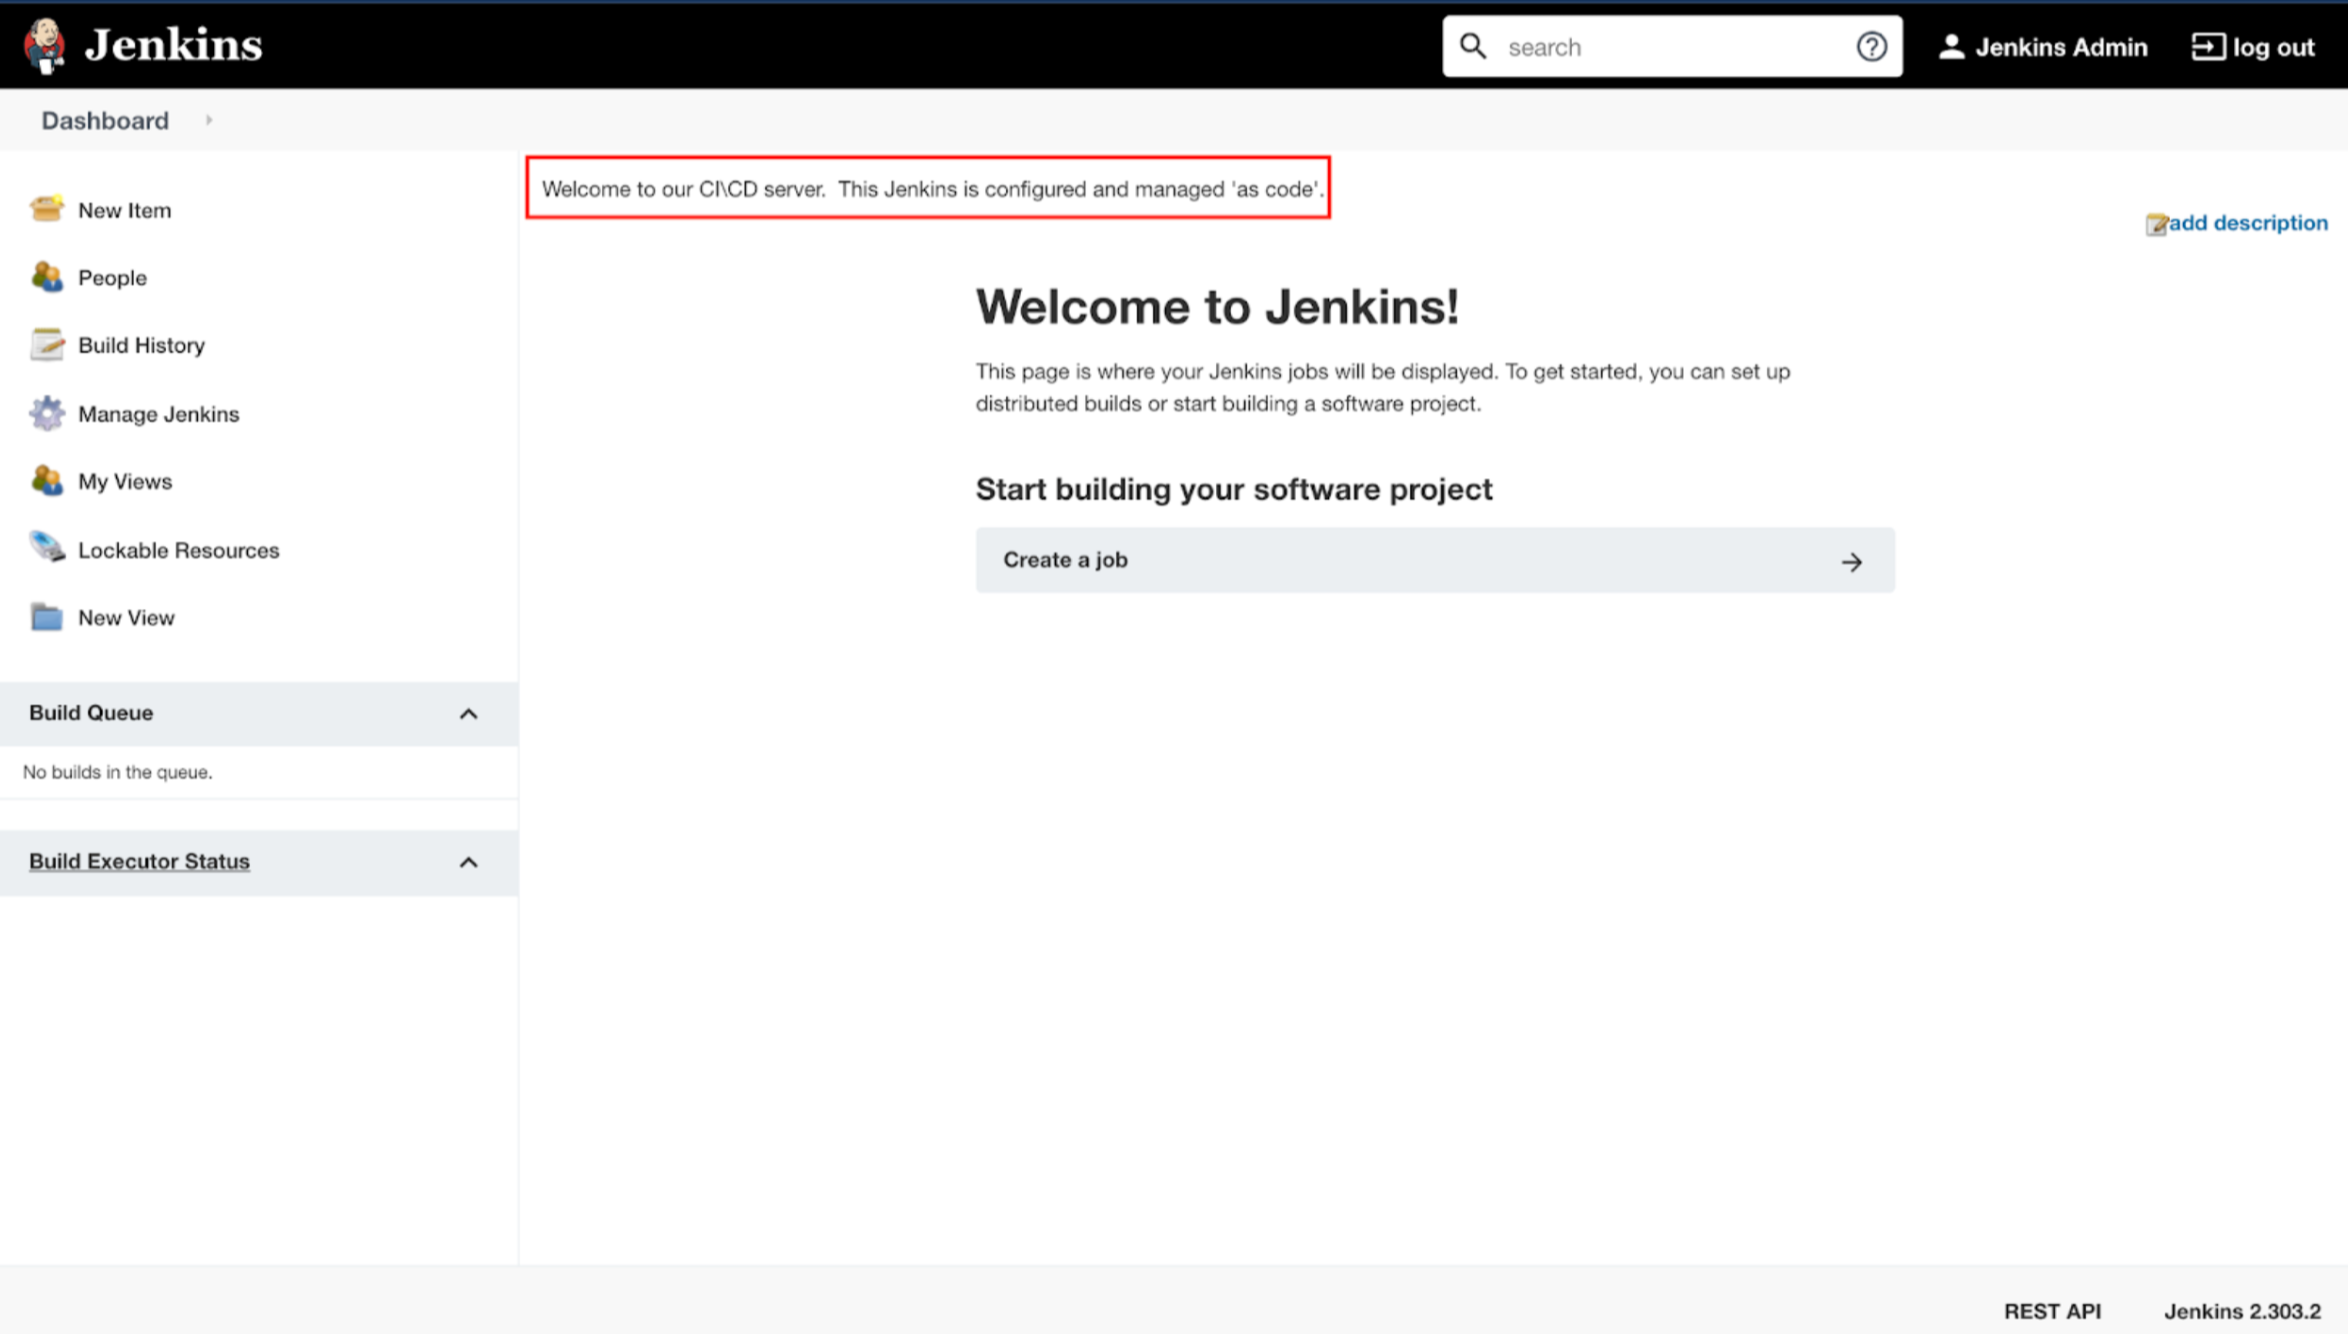 Jenkins
search
Jenkins Admin
log out
Dashboard
New Item
People
Build History
Manage Jenkins
My Views
Lockable Resources
New View
Build Queue
No builds in the queue.
Build Executor Status
Welcome to our CI\CD server.  This Jenkins is configured and managed 'as code'.
add description
Welcome to Jenkins!
This page is where your Jenkins jobs will be displayed. To get started, you can set up
distributed builds or start building a software project.
Start building your software project
Create a job
REST API
Jenkins 2.303.2